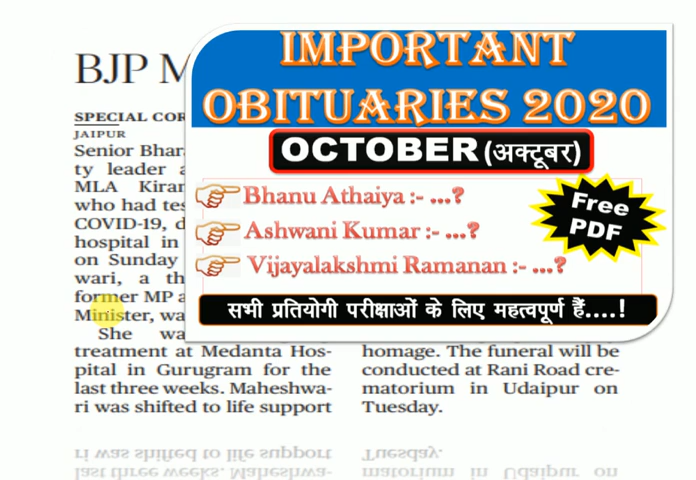 BJP M
IMPORTANT
OBITUARIES 2020
OCTOBER (अक्टूबर)
Bhanu Athaiya :- ...?
Ashwani Kumar :- ...?
Vijayalakshmi Ramanan :- ...?
Free
PDF
सभी प्रतियोगी परीक्षाओं के लिए महत्वपूर्ण हैं....!
SPECIAL COR
JAIPUR
Senior Bhar
ty leader a
MLA Kiran
who had tes
COVID-19, d
hospital in
on Sunday
wari, a th
former MP a
Minister, wa
She wa
treatment at Medanta Hos-
pital in Gurugram for the
last three weeks. Maheshwa-
ri was shifted to life support
homage. The funeral will be
conducted at Rani Road cre-
matorium in Udaipur on
Tuesday.